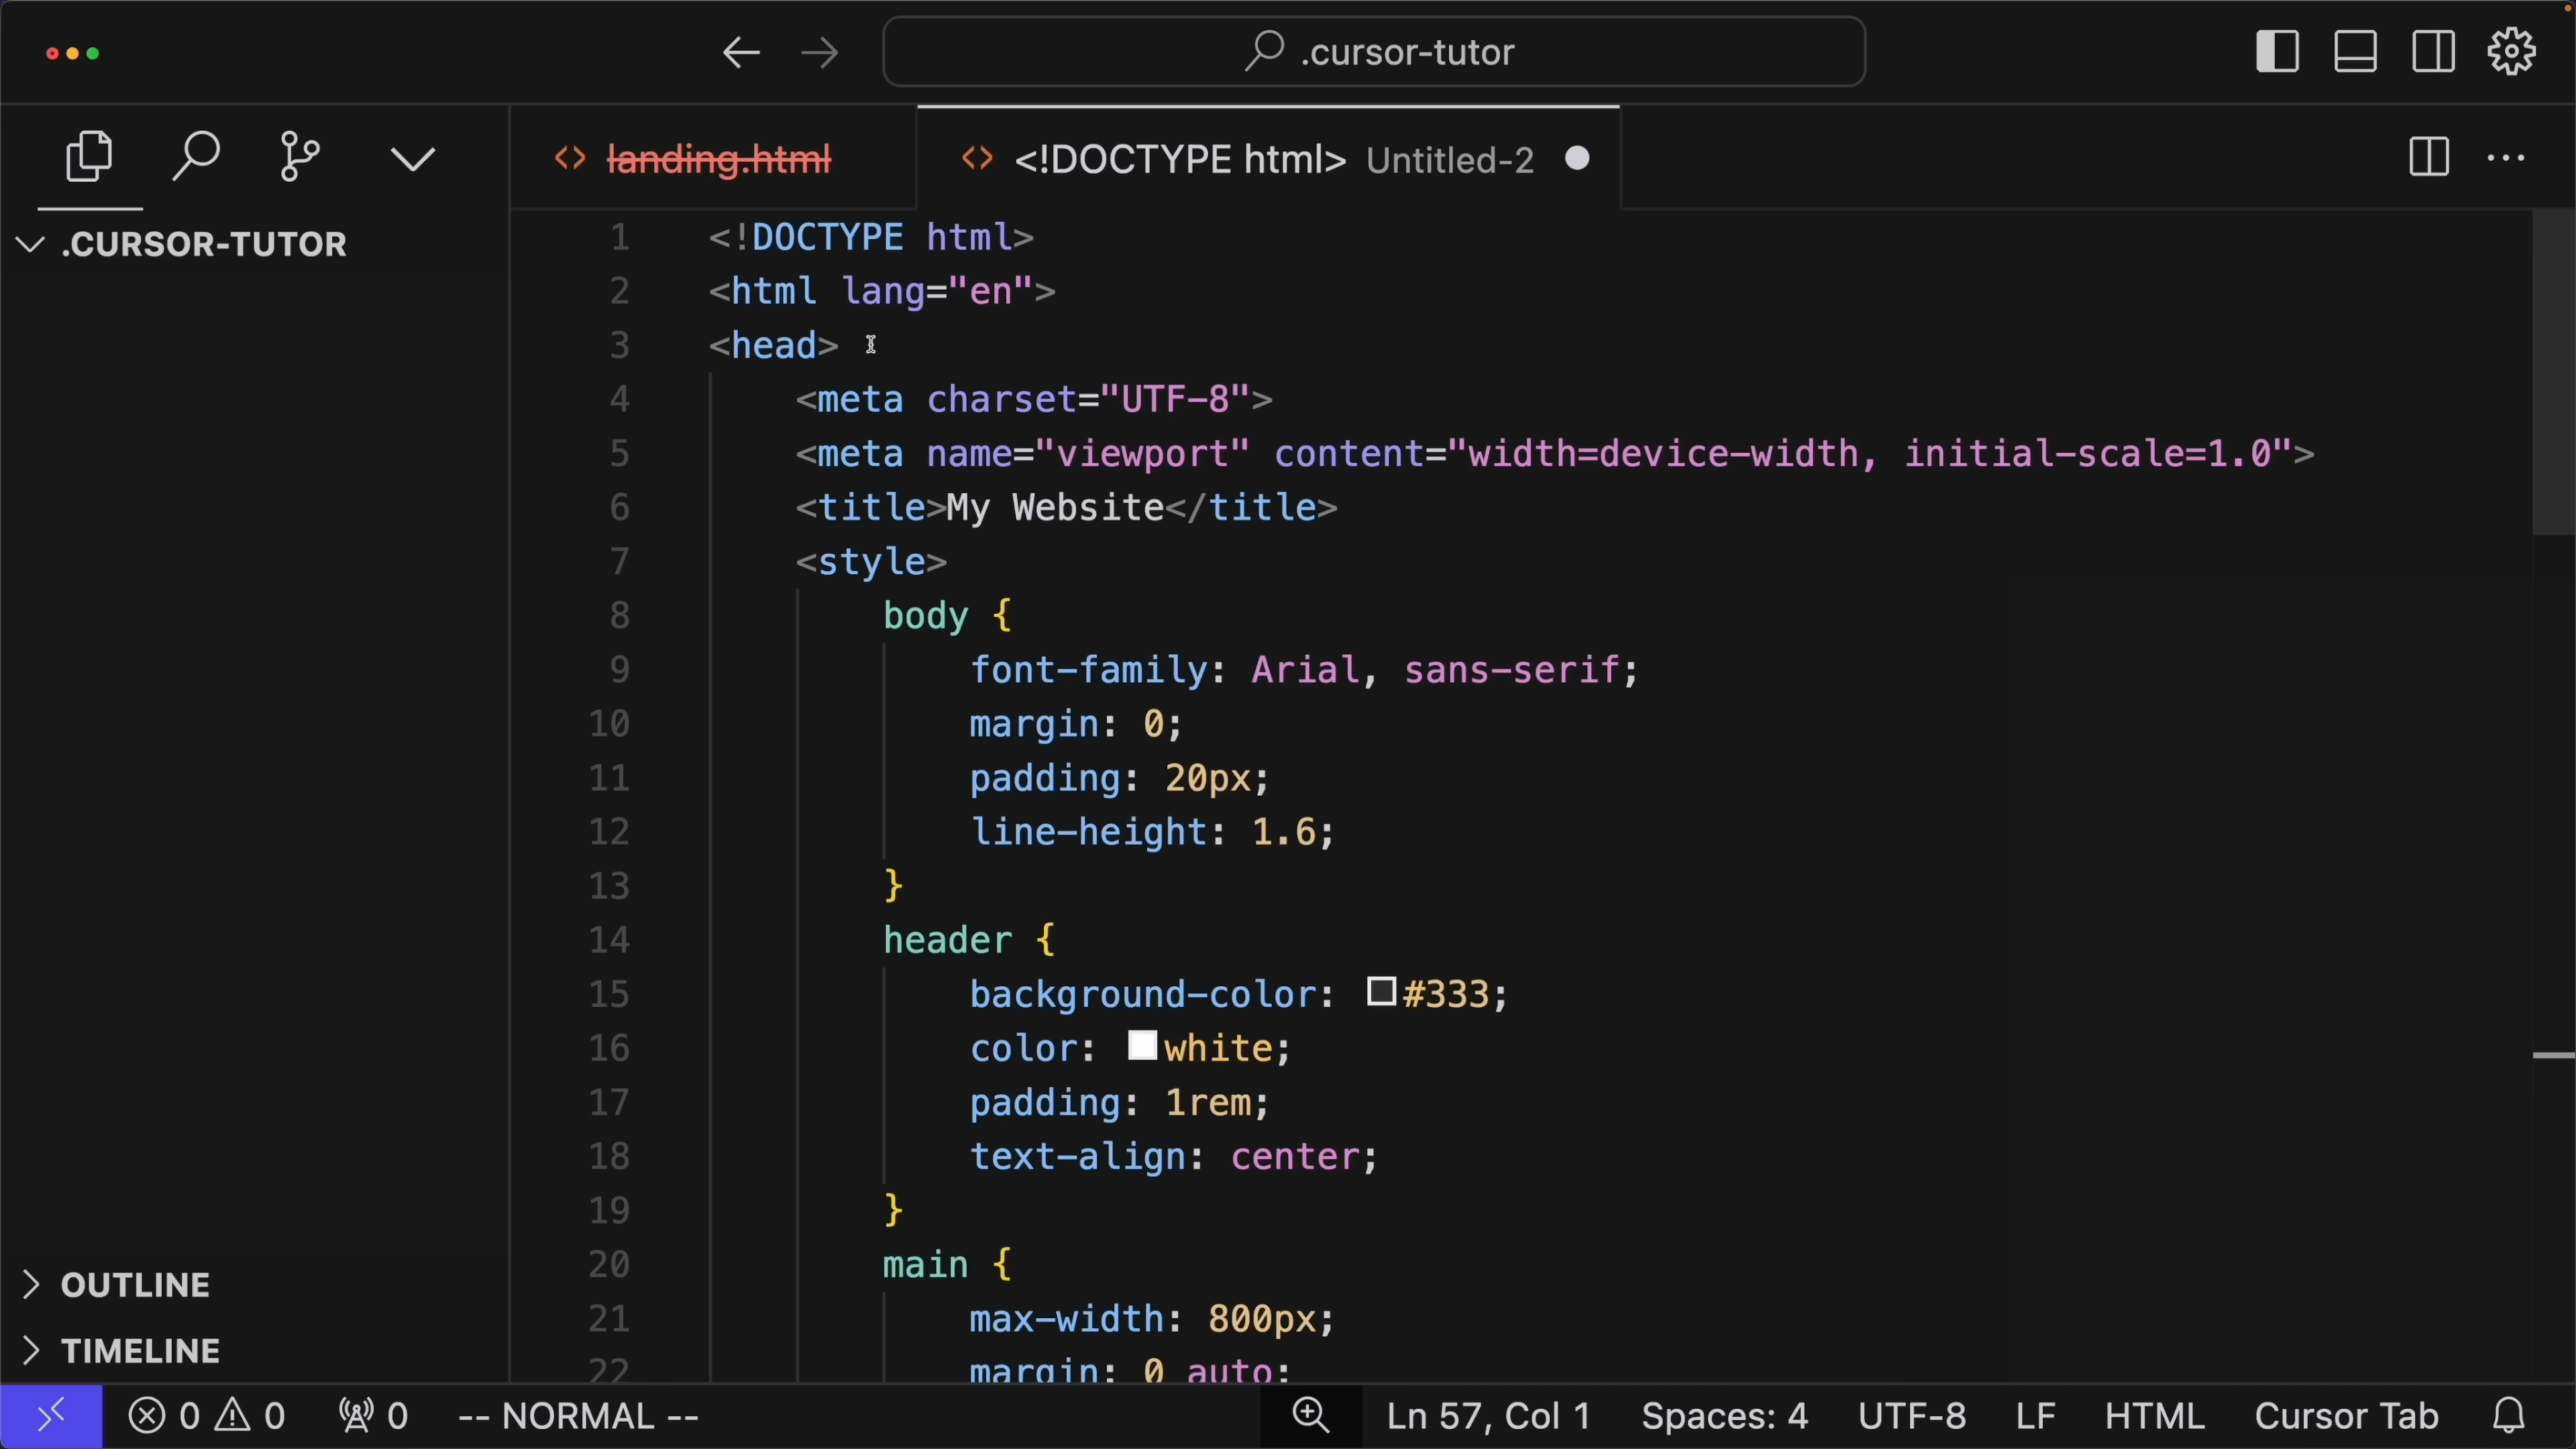 .cursor-tutor
landing.html
<!DOCTYPE html> Untitled-2
.CURSOR-TUTOR
1 <!DOCTYPE html>
2 <html lang="en">
3 <head>
4 <meta charset="UTF-8">
5 <meta name="viewport" content="width=device-width, initial-scale=1.0">
6 <title>My Website</title>
7 <style>
8 body {
9 font-family: Arial, sans-serif;
10 margin: 0;
11 padding: 20px;
12 line-height: 1.6;
13 }
14 header {
15 background-color: #333;
16 color: white;
17 padding: 1rem;
18 text-align: center;
19 }
20 main {
21 max-width: 800px;
22 margin: 0 auto;
OUTLINE
TIMELINE
0 0 0 -- NORMAL -- Ln 57, Col 1 Spaces: 4 UTF-8 LF HTML Cursor Tab